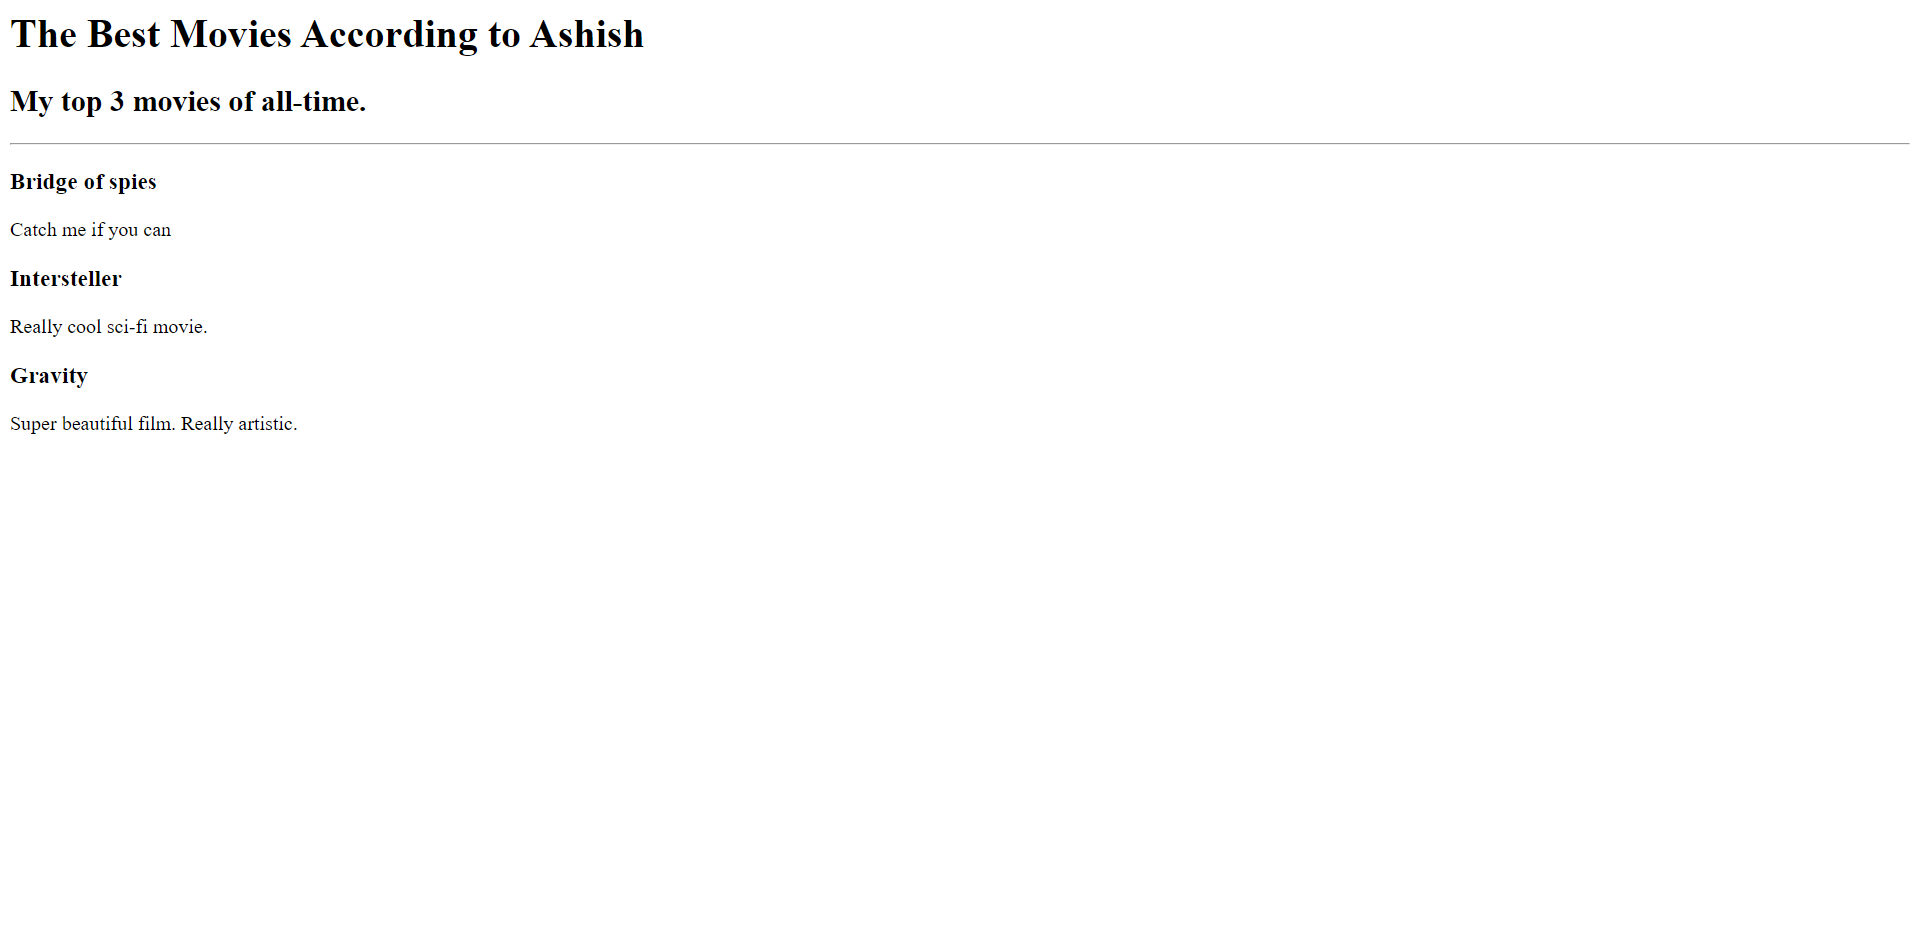 The Best Movies According to Ashish
My top 3 movies of all-time.
Bridge of spies
Catch me if you can
Intersteller
Really cool sci-fi movie.
Gravity
Super beautiful film. Really artistic.